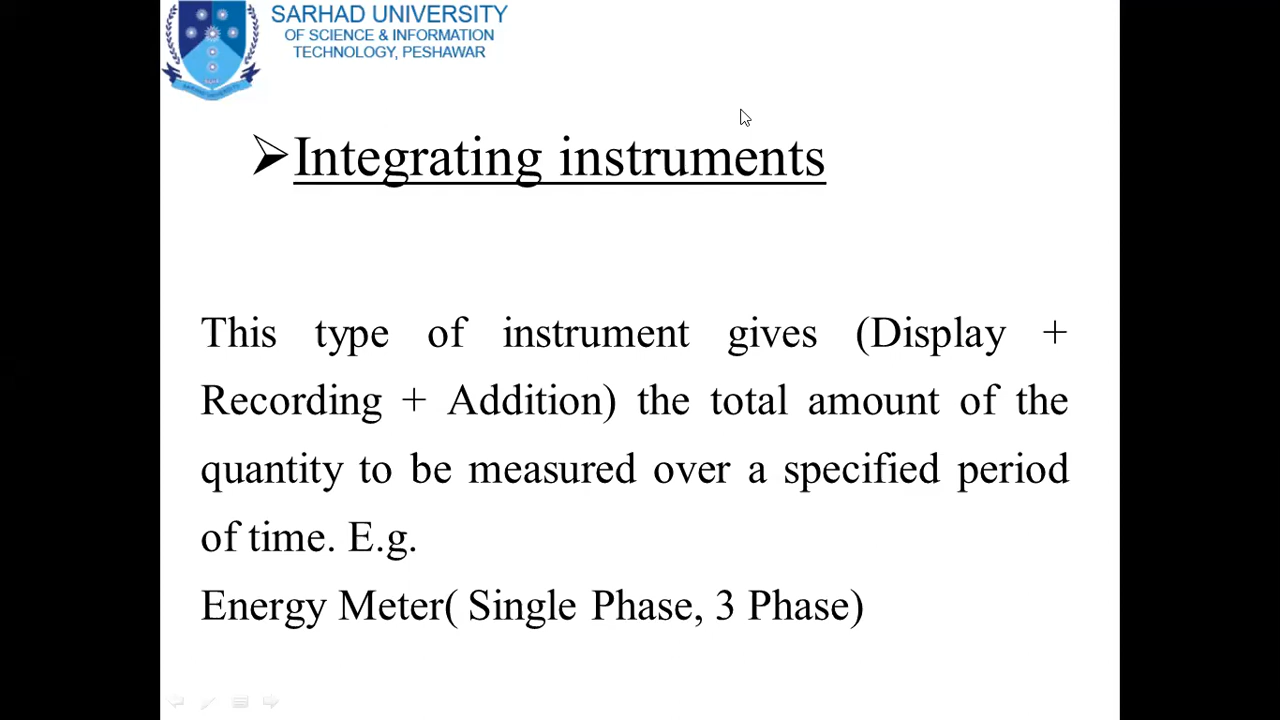 SARHAD UNIVERSITY
OF SCIENCE & INFORMATION
TECHNOLOGY, PESHAWAR
➢Integrating instruments
This type of instrument gives (Display +
Recording + Addition) the total amount of the
quantity to be measured over a specified period
of time. E.g.
Energy Meter( Single Phase, 3 Phase)